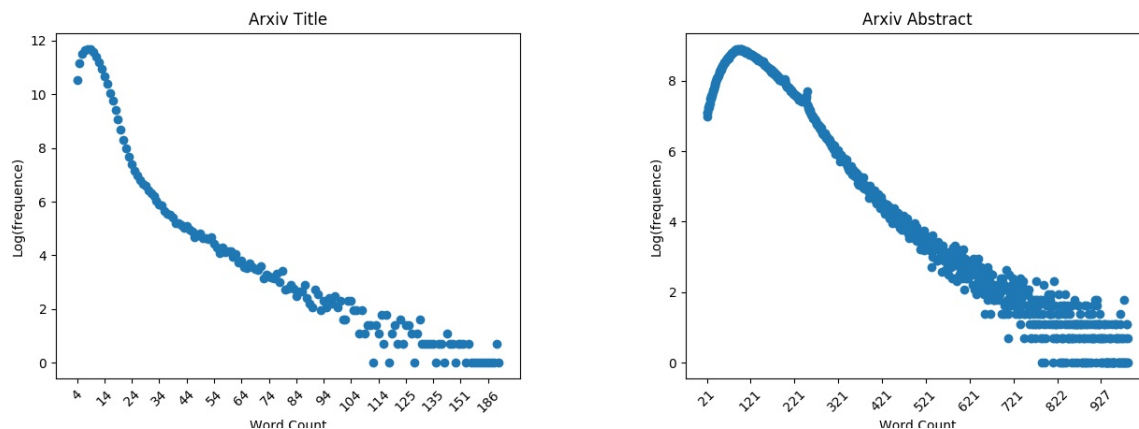 Arxiv Title
Log(frequence)
12
10
8
6
4
2
0
4 14 24 34 44 54 64 74 84 94 104 114 125 135 151 186
Word Count
Arxiv Abstract
Log(frequence)
8
6
4
2
0
21 121 221 321 421 521 621 721 822 927
Word Count